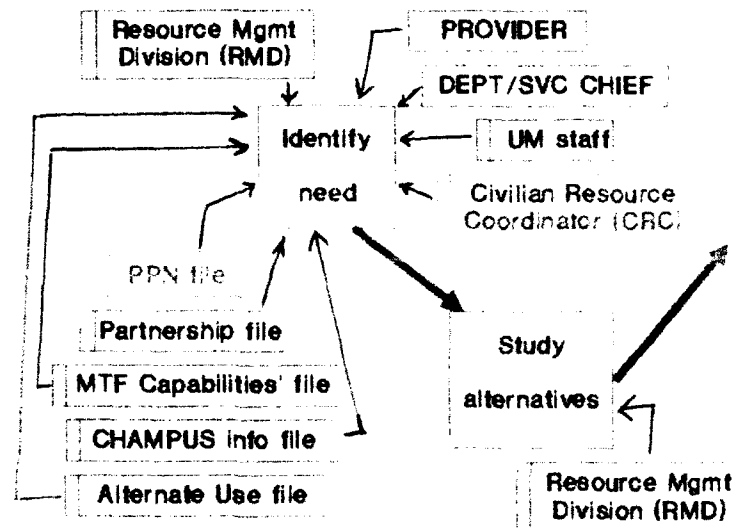 Resource Mgmt
Division (RMD)
PROVIDER
DEPT/SVC CHIEF
UM staff
Civilian Resource
Coordinator (CRC)
Identify
need
PPN file
Partnership file
MTF Capabilities' file
CHAMPUS info file
Alternate Use file
Study
alternatives
Resource Mgmt
Division (RMD)